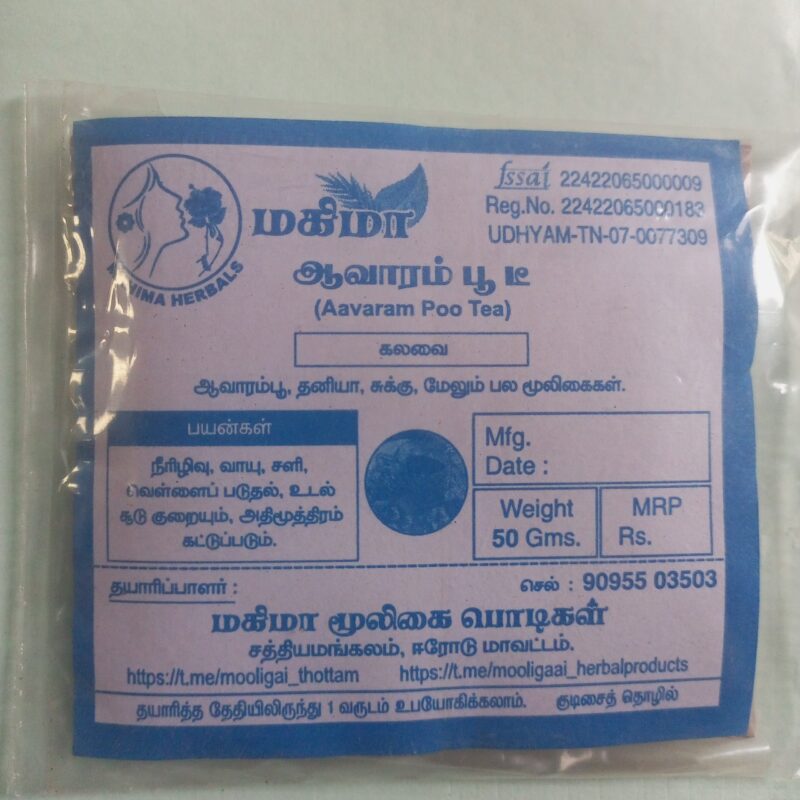 மகிமா
fssai 22422065000009
Reg.No. 22422065000183
UDHYAM-TN-07-0077309
HERBALS
ஆவாரம் பூ டீ
(Aavaram Poo Tea)
கலவை
ஆவாரம்பூ, தனியா, சுக்கு, மேலும் பல மூலிகைகள்.
பயன்கள்
நீரிழிவு, வாயு, சளி,
வெள்ளைப் படுதல், உடல்
சூடு குறையும், அதிமூத்திரம்
கட்டுப்படும்.
Mfg.
Date :
Weight
50 Gms.
MRP
Rs.
தயாரிப்பாளர் :
செல் : 90955 03503
மகிமா மூலிகை பொடிகள்
சத்தியமங்கலம், ஈரோடு மாவட்டம்.
https://t.me/mooligai_thottam https://t.me/mooligaai_herbalproducts
தயாரித்த தேதியிலிருந்து 1 வருடம் உபயோகிக்கலாம். குடிசைத் தொழில்